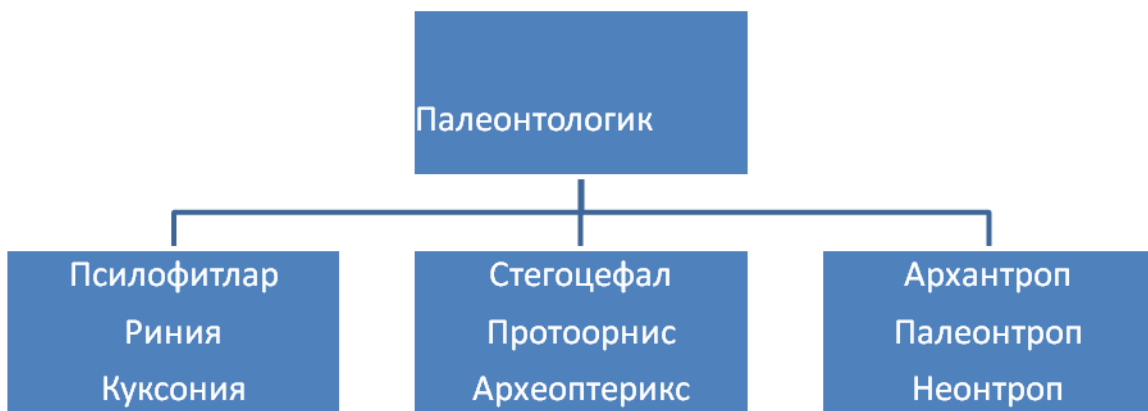 Палеонтологик
Псилофитлар
Риния
Куксония
Стегоцефал
Протоорнис
Археоптерикс
Архантроп
Палеонтроп
Неонтроп